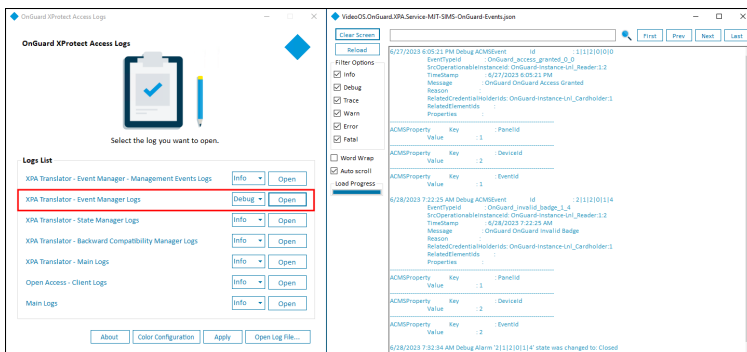 OnGuard XProtect Access Logs
OnGuard XProtect Access Logs
Select the log you want to open.
Logs List
XPA Translator - Event Manager - Management Events Logs Info Open
XPA Translator - Event Manager Logs Debug Open
XPA Translator - State Manager Logs Info Open
XPA Translator - Backward Compatibility Manager Logs Info Open
XPA Translator - Main Logs Info Open
Open Access - Client Logs Info Open
Main Logs Info Open
About Color Configuration Apply Open Log File...
VideoOS.OnGuard.XPA.Service-MJT-SIMS-OnGuard-Events.json
Clear Screen First Prev Next Last
Reload
Filter Options
Info
Debug
Trace
Warn
Error
Fatal
Word Wrap
Auto scroll
Load Progress
6/27/2023 6:05:21 PM Debug ACMSEvent Id : 1|1|2|0|0|0
EventTypeId : OnGuard_access_granted_0_0
SrcOperationableInstanceId: OnGuard-Instance-Lnl_Reader:1:2
TimeStamp : 6/27/2023 6:05:21 PM
Message : OnGuard OnGuard Access Granted
Reason :
RelatedCredentialHolderIds: OnGuard-Instance-Lnl_Cardholder:1
RelatedElementIds :
Properties :
ACMSProperty Key : PanelId
Value : 1
ACMSProperty Key : DeviceId
Value : 2
ACMSProperty Key : EventId
Value : 1
6/28/2023 7:22:25 AM Debug ACMSEvent Id : 2|1|2|0|1|4
EventTypeId : OnGuard_Invalid_badge_1_4
SrcOperationableInstanceId: OnGuard-Instance-Lnl_Reader:1:2
TimeStamp : 6/28/2023 7:22:25 AM
Message : OnGuard OnGuard Invalid Badge
Reason :
RelatedCredentialHolderIds: OnGuard-Instance-Lnl_Cardholder:1
RelatedElementIds :
Properties :
ACMSProperty Key : PanelId
Value : 1
ACMSProperty Key : DeviceId
Value : 2
ACMSProperty Key : EventId
Value : 2
6/28/2023 7:32:34 AM Debug Alarm '2|1|2|0|1|4' state was changed to: Closed